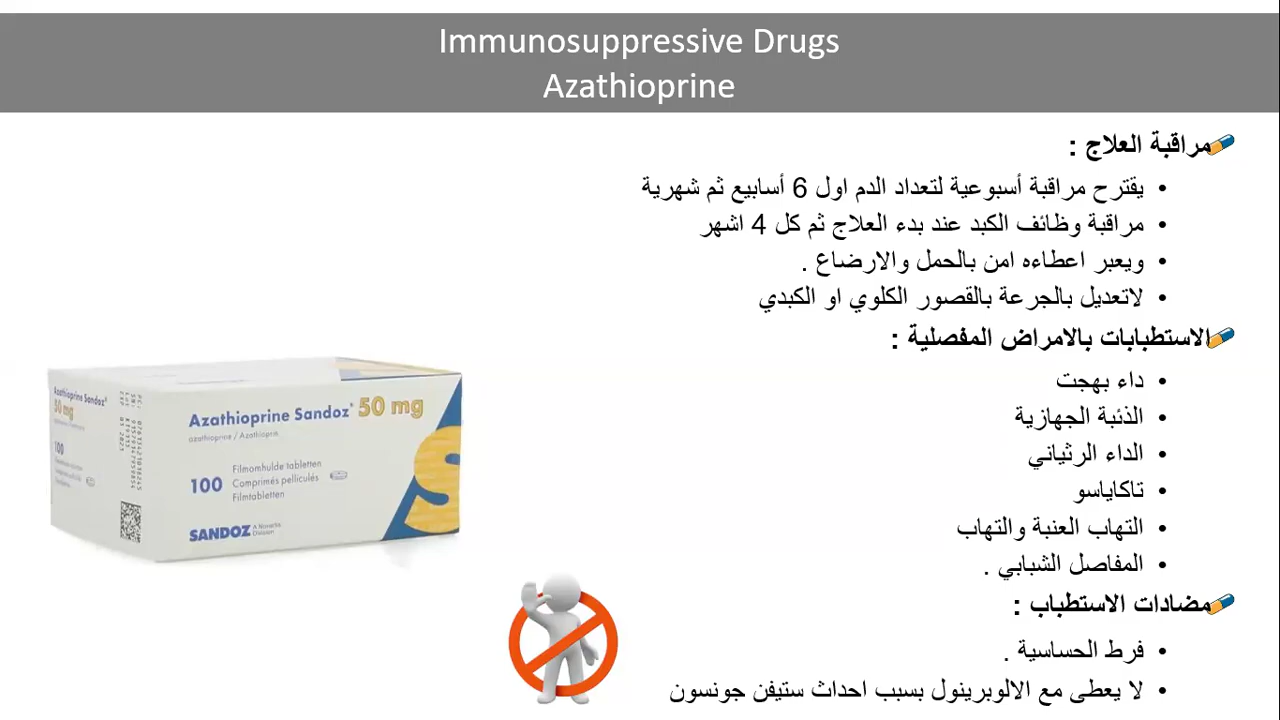 Immunosuppressive Drugs
Azathioprine
مراقبة العلاج :
• يقترح مراقبة أسبوعية لتعداد الدم اول 6 أسابيع ثم شهرية
• مراقبة وظائف الكبد عند بدء العلاج ثم كل 4 اشهر
• ويعبر اعطاءه امن بالحمل والارضاع .
• لاتعديل بالجرعة بالقصور الكلوي او الكبدي
الاستطبابات بالامراض المفصلية :
• داء بهجت
• الذئبة الجهازية
• الداء الرثياني
• تاكاياسو
• التهاب العنبة والتهاب
• المفاصل الشبابي .
مضادات الاستطباب :
• فرط الحساسية .
• لا يعطى مع الالوبرينول بسبب احداث ستيفن جونسون
Azathioprine Sandoz® 50 mg
azathioprine / Azathioprin
100
Filmomhulde tabletten
Comprimés pelliculés
Filmtabletten
SANDOZ A Novartis
Division
Azathioprine Sandoz®
50 mg
100